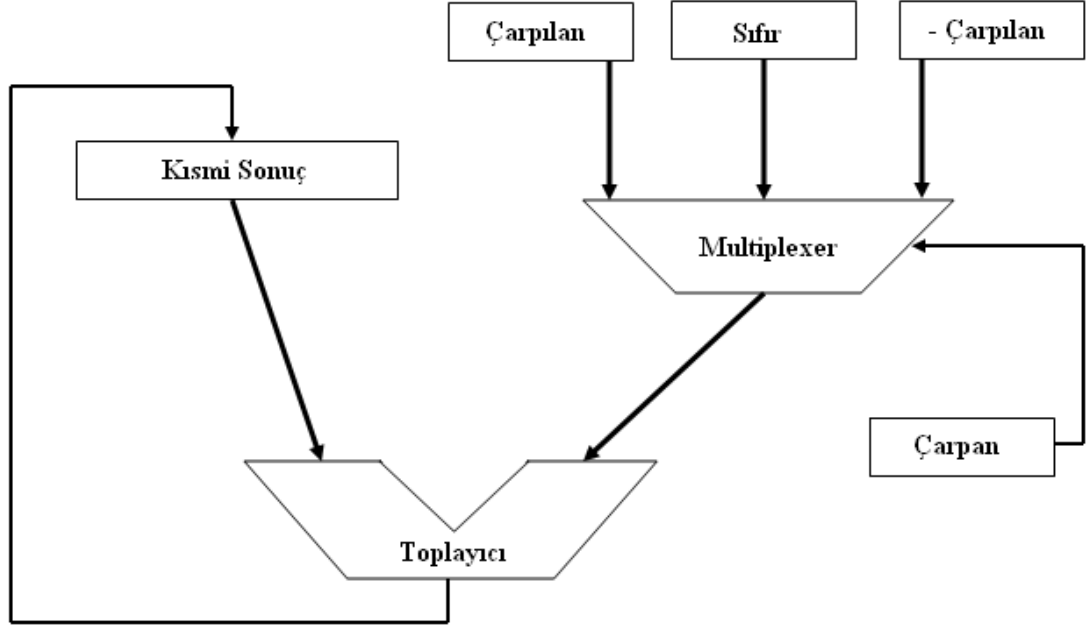 Çarpılan
Sıfır
- Çarpılan
Kısmi Sonuç
Multiplexer
Çarpan
Toplayıcı